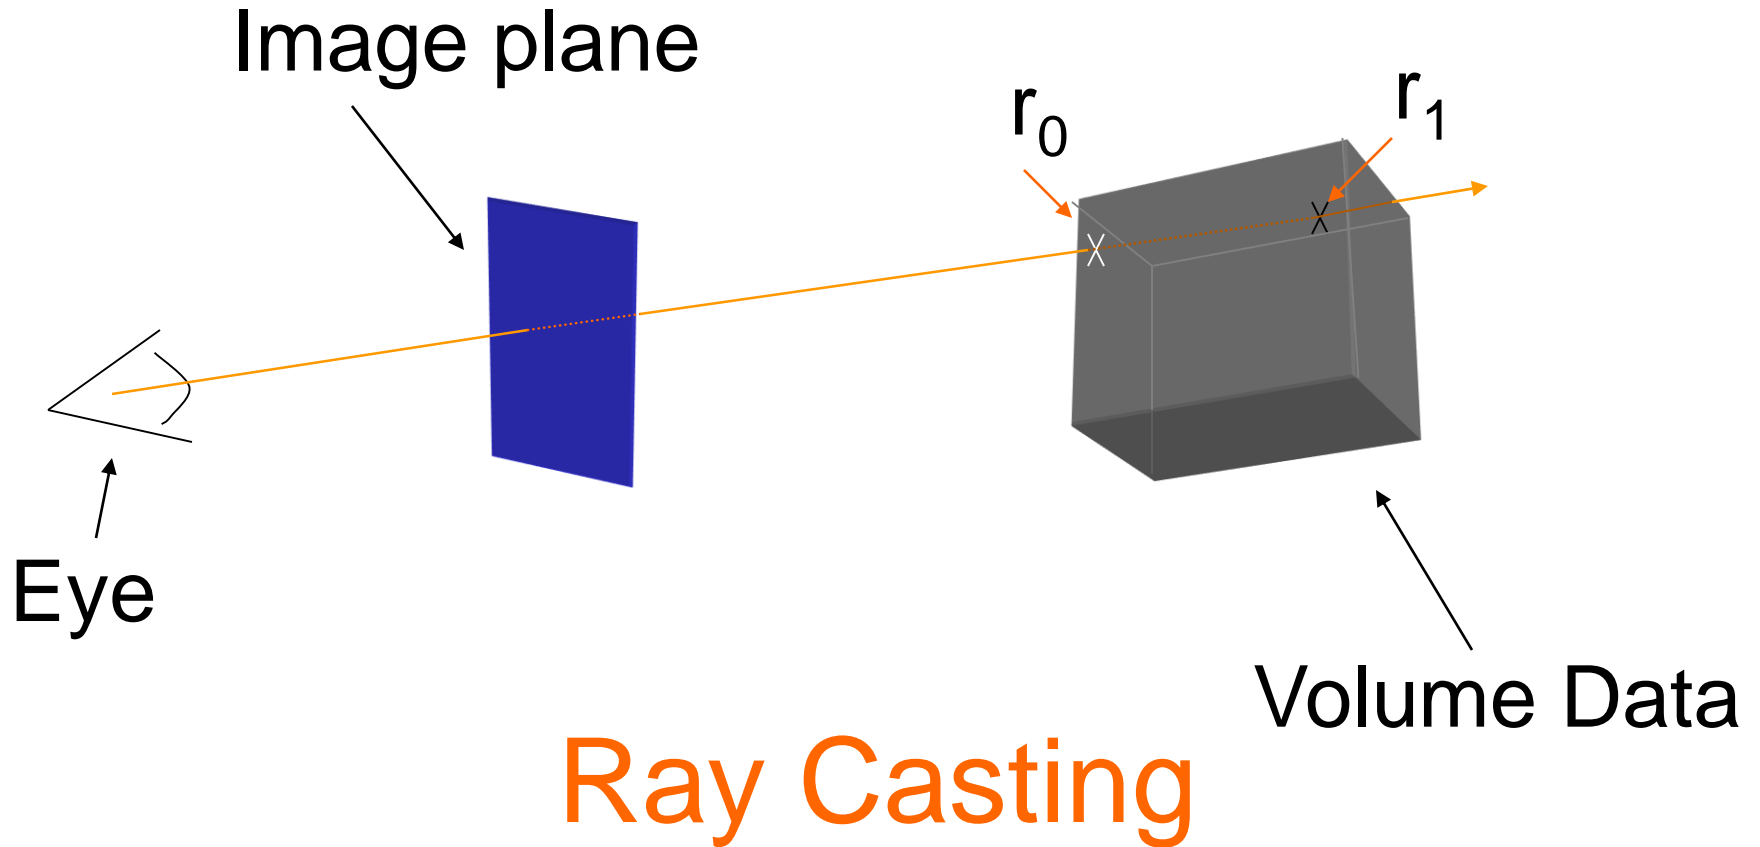 Image plane
r₀
r₁
Eye
Volume Data
Ray Casting